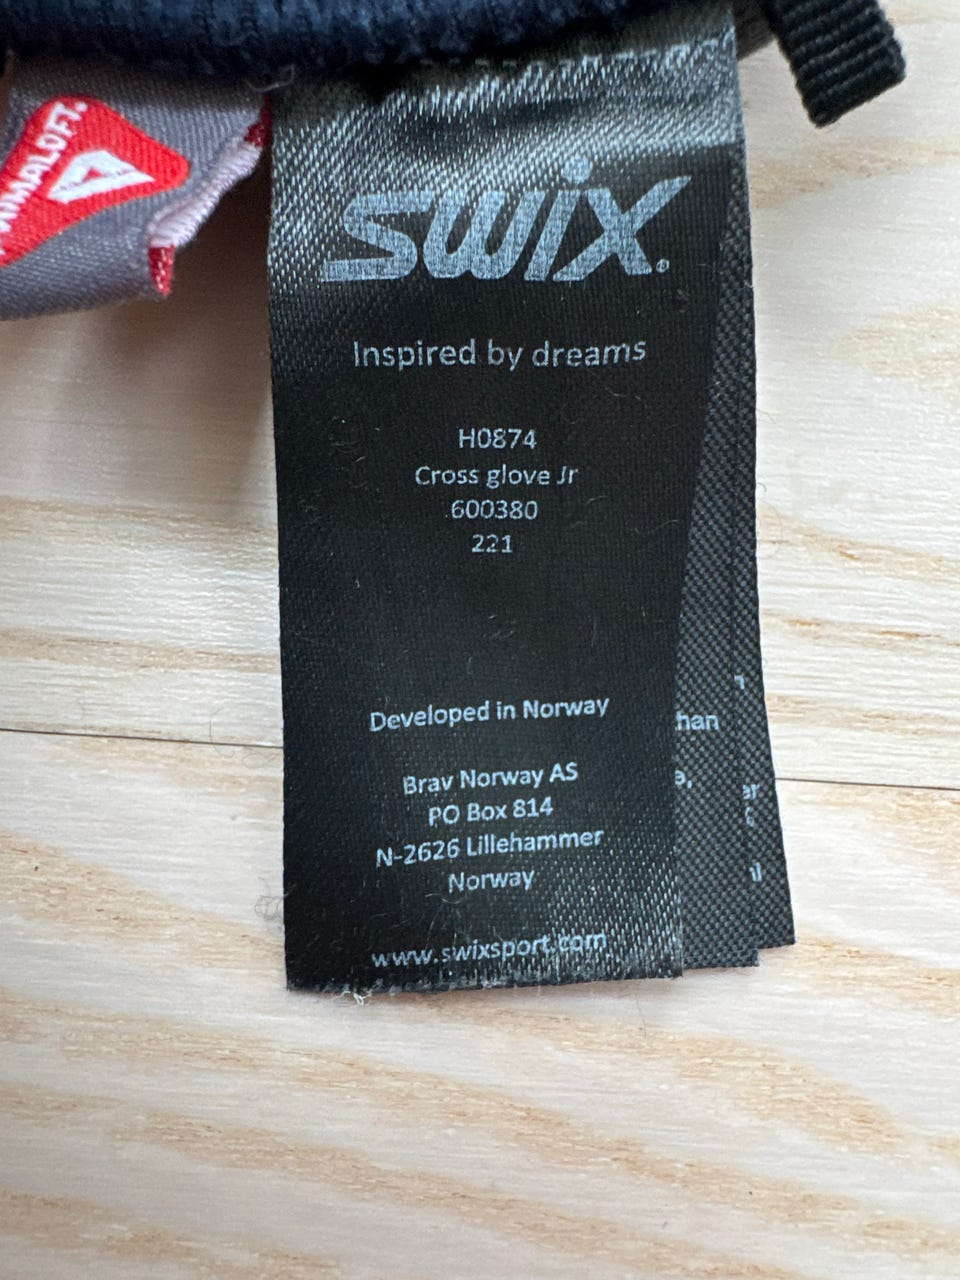 PRIMALOFT®
swix®
Inspired by dreams
H0874
Cross glove Jr
600380
221
Developed in Norway
Brav Norway AS
PO Box 814
N-2626 Lillehammer
Norway
www.swixsport.com